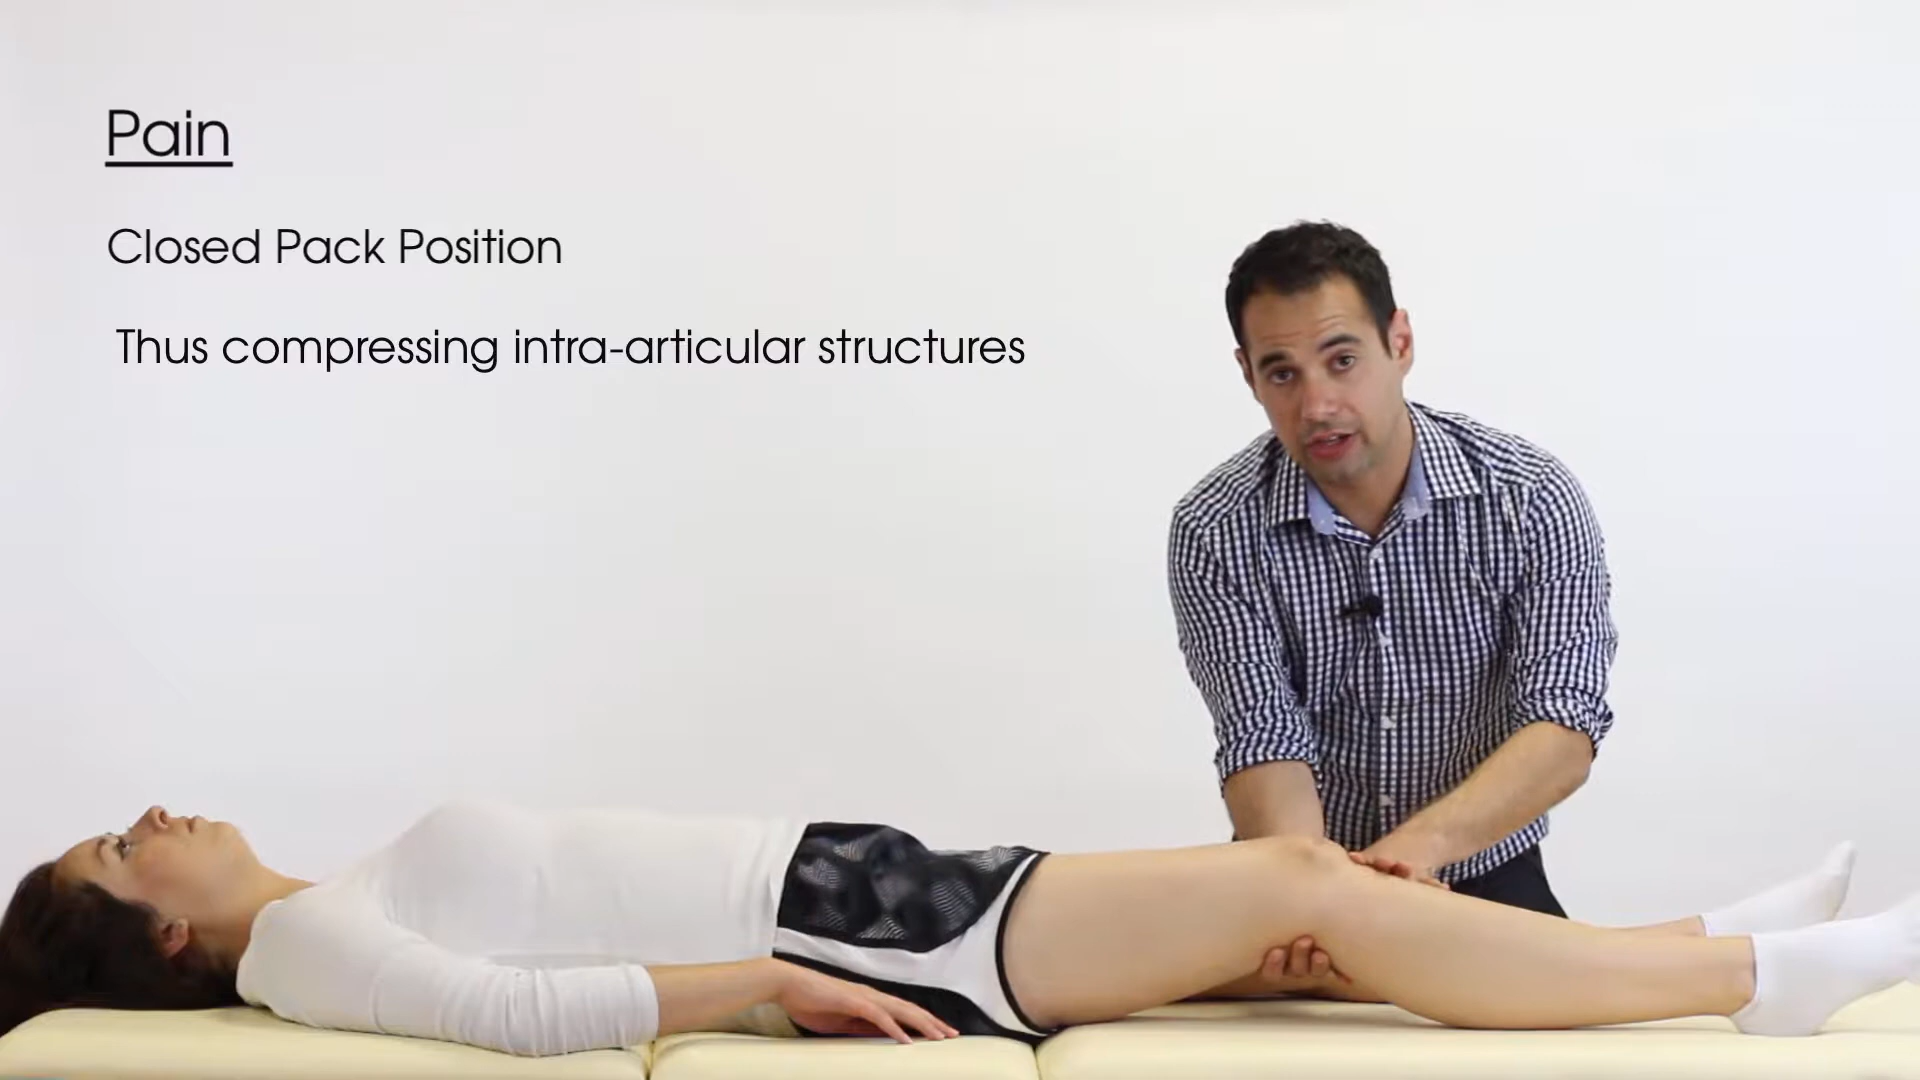 Pain
Closed Pack Position
Thus compressing intra-articular structures